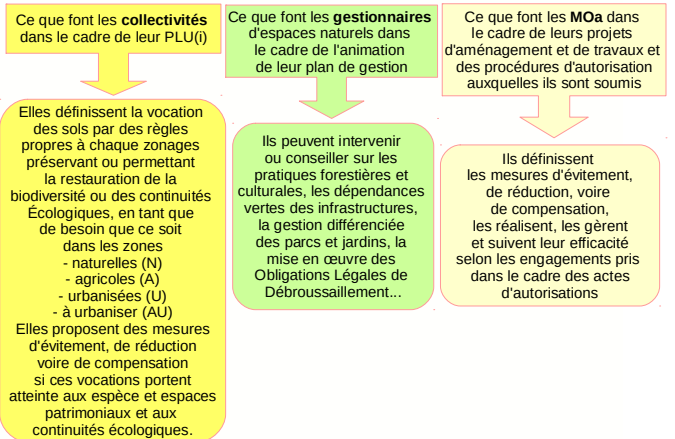 Ce que font les collectivités
dans le cadre de leur PLU(i)
Elles définissent la vocation
des sols par des règles
propres à chaque zonages
préservant ou permettant
la restauration de la
biodiversité ou des continuités
Écologiques, en tant que
de besoin que ce soit
dans les zones
- naturelles (N)
- agricoles (A)
- urbanisées (U)
- à urbaniser (AU)
Elles proposent des mesures
d'évitement, de réduction
voire de compensation
si ces vocations portent
atteinte aux espèce et espaces
patrimoniaux et aux
continuités écologiques.
Ce que font les gestionnaires
d'espaces naturels dans
le cadre de l'animation
de leur plan de gestion
Ils peuvent intervenir
ou conseiller sur les
pratiques forestières et
culturales, les dépendances
vertes des infrastructures,
la gestion différenciée
des parcs et jardins, la
mise en œuvre des
Obligations Légales de
Débroussaillement...
Ce que font les MOa dans
le cadre de leurs projets
d'aménagement et de travaux et
des procédures d'autorisation
auxquelles ils sont soumis
Ils définissent
les mesures d'évitement,
de réduction, voire
de compensation,
les réalisent, les gèrent
et suivent leur efficacité
selon les engagements pris
dans le cadre des actes
d'autorisations